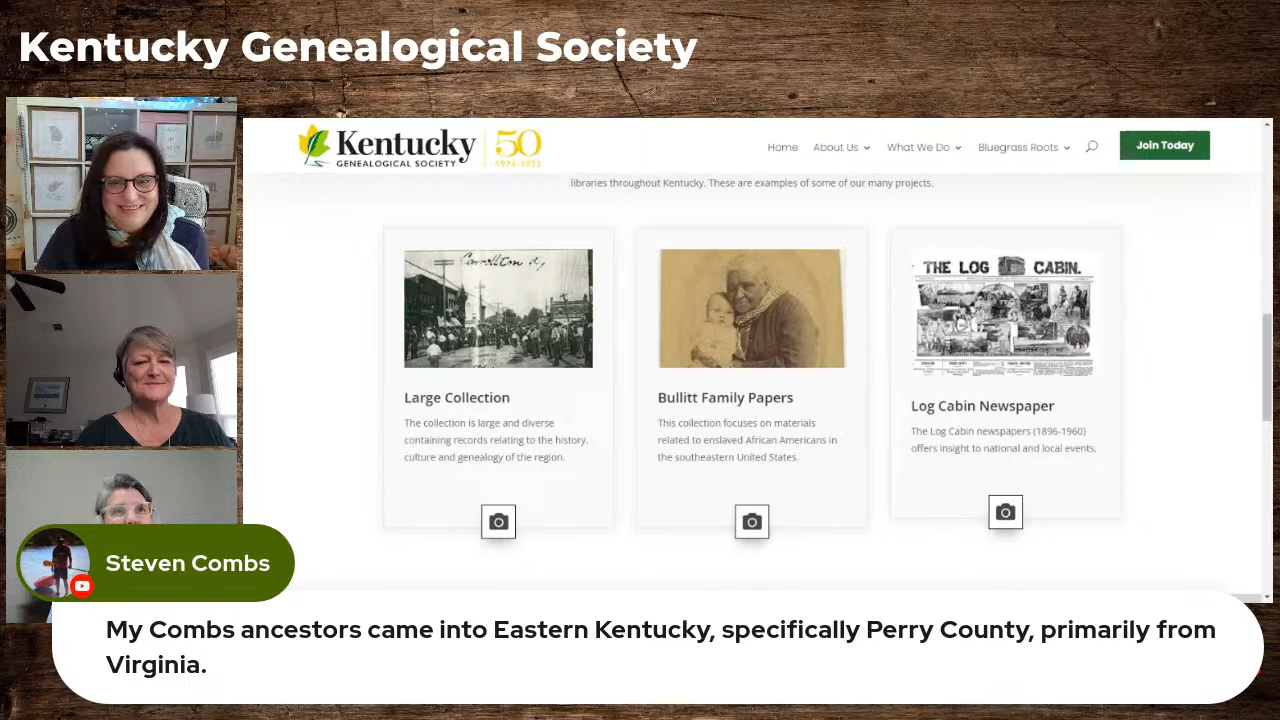 Kentucky Genealogical Society
Kentucky
GENEALOGICAL SOCIETY
50
1973-2023
Home About Us What We Do Bluegrass Roots Join Today
libraries throughout Kentucky. These are examples of some of our many projects.
Carrollton Ky
Large Collection
The collection is large and diverse
containing records relating to the history,
culture and genealogy of the region.
Bullitt Family Papers
This collection focuses on materials
related to enslaved African Americans in
the southeastern United States.
THE LOG CABIN.
Log Cabin Newspaper
The Log Cabin newspapers (1896-1960)
offers insight to national and local events,
Steven Combs
My Combs ancestors came into Eastern Kentucky, specifically Perry County, primarily from
Virginia.